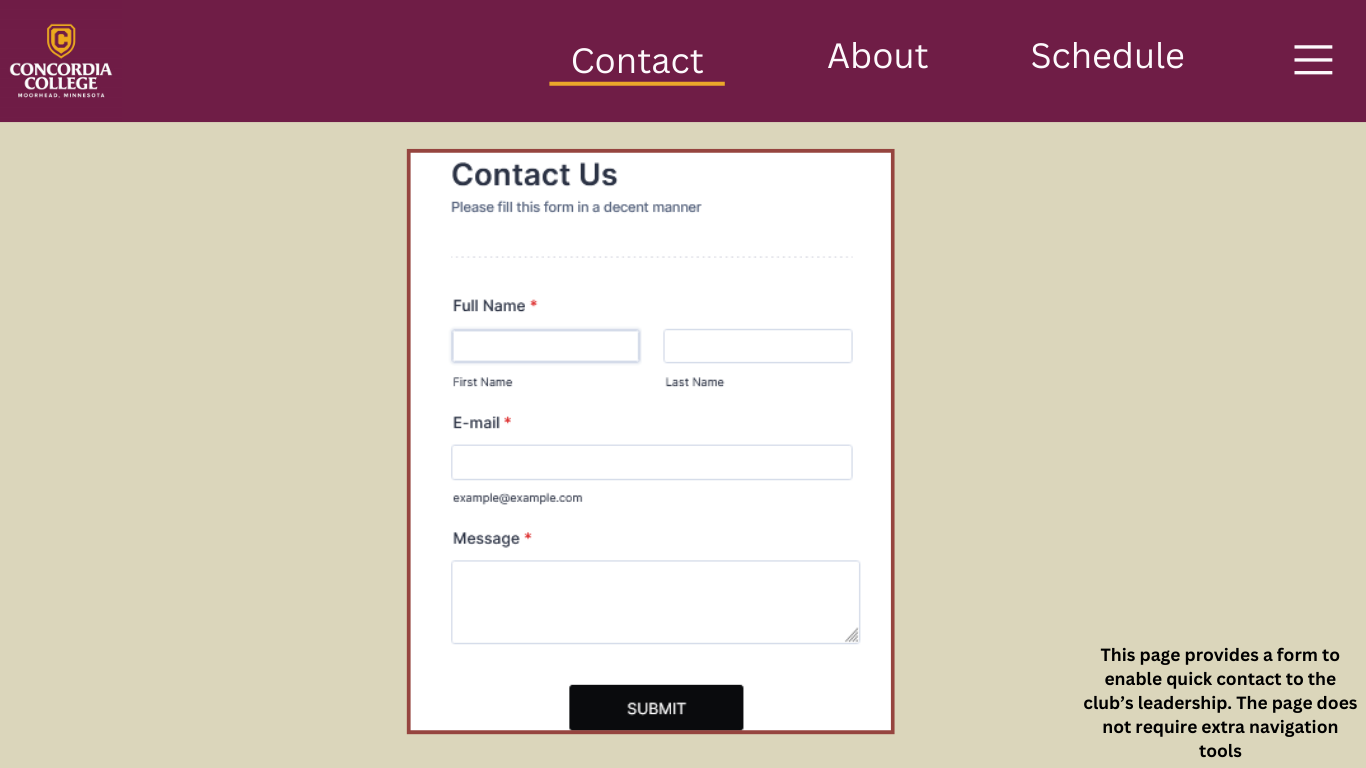 CONCORDIA
COLLEGE
MOORHEAD, MINNESOTA
Contact
About
Schedule
Contact Us
Please fill this form in a decent manner
Full Name *
First Name
Last Name
E-mail *
example@example.com
Message *
SUBMIT
This page provides a form to
enable quick contact to the
club’s leadership. The page does
not require extra navigation
tools